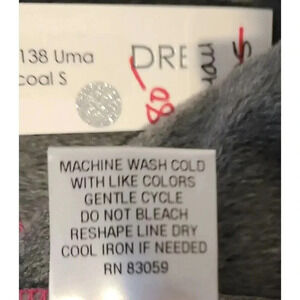 138 Uma DRE
coal S
80
MACHINE WASH COLD
WITH LIKE COLORS
GENTLE CYCLE
DO NOT BLEACH
RESHAPE LINE DRY
COOL IRON IF NEEDED
RN 83059